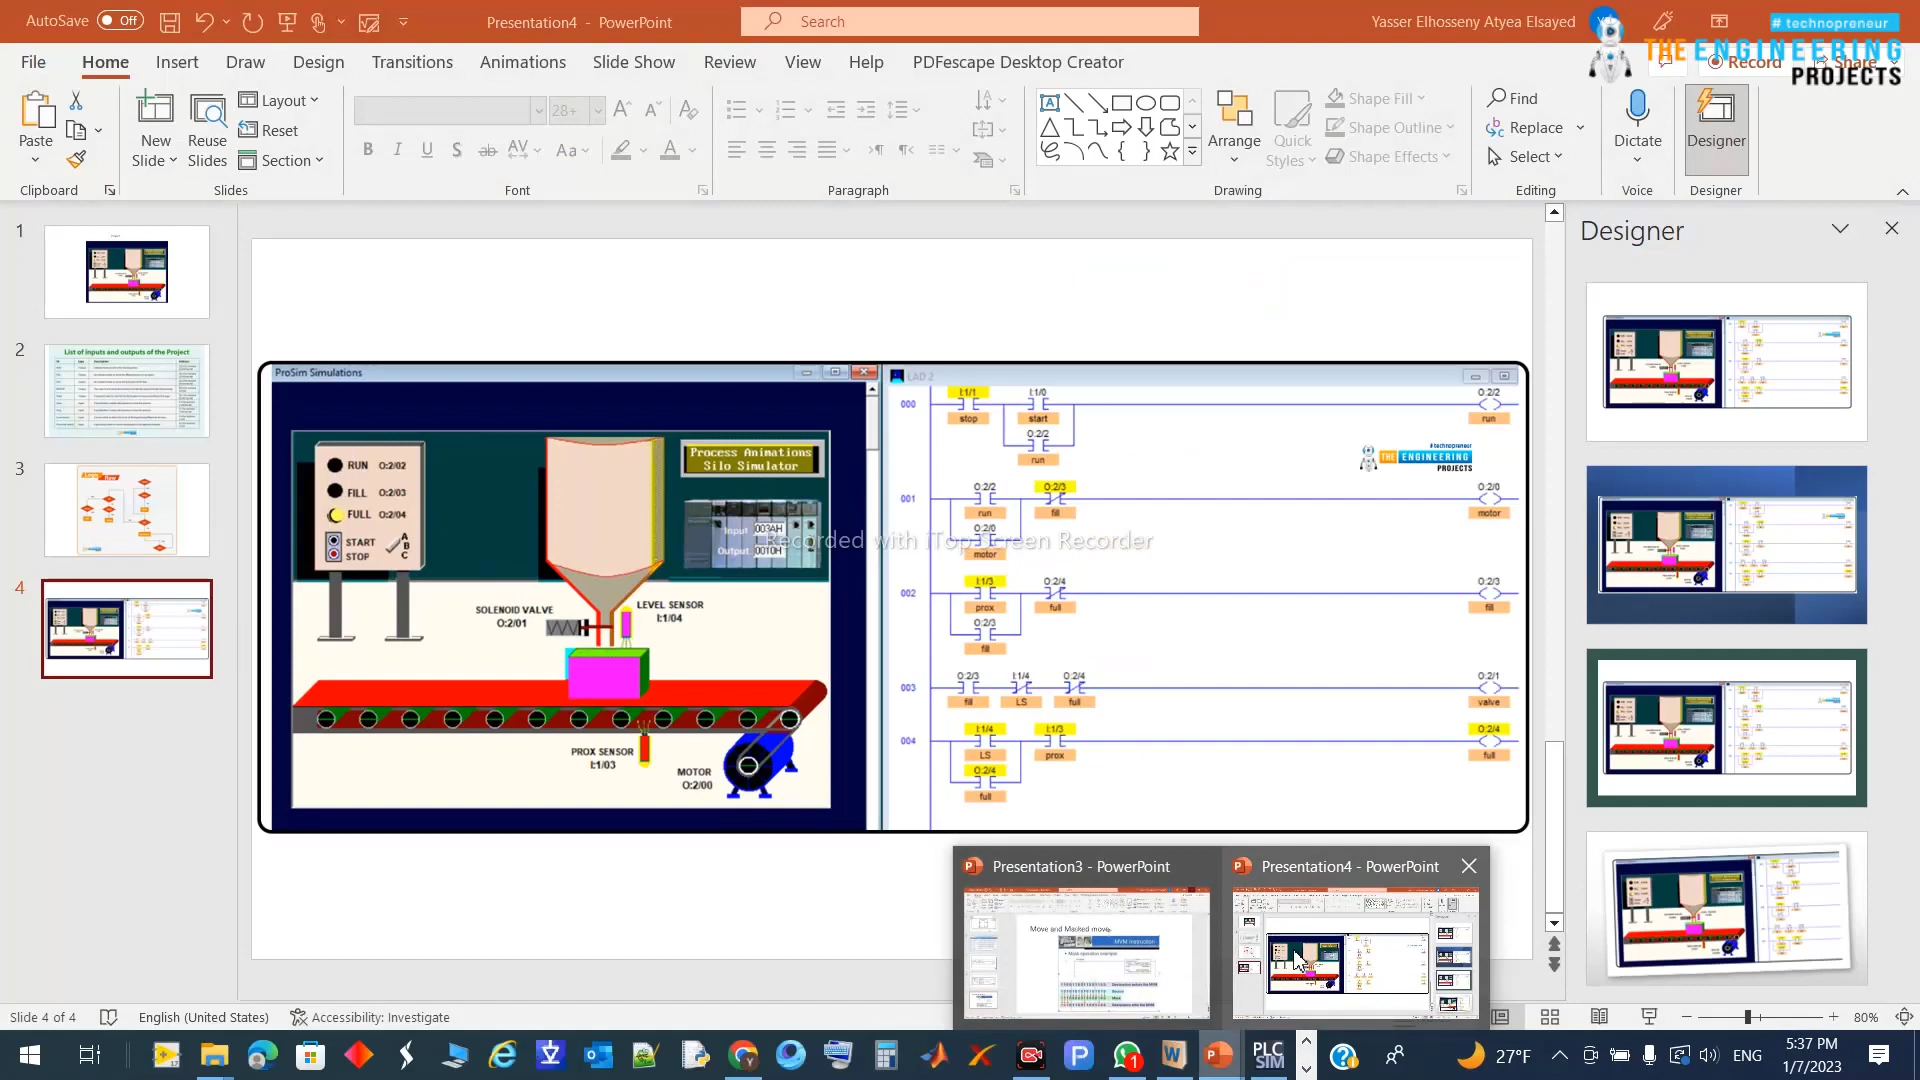 AutoSave Off
Presentation4 - PowerPoint
Search
Yasser Elhosseny Atyea Elsayed
# technopreneur
THE ENGINEERING
PROJECTS
File Home Insert Draw Design Transitions Animations Slide Show Review View Help PDFescape Desktop Creator
Record
Share
Paste
New
Slide
Reuse
Slides
Layout
Reset
Section
28+
Arrange
Quick
Styles
Shape Fill
Shape Outline
Shape Effects
Find
Replace
Select
Dictate
Designer
Clipboard Slides Font Paragraph Drawing Editing Voice Designer
1
2
List of inputs and outputs of the Project
3
4
ProSim Simulations
RUN O:2/02
FILL O:2/03
FULL O:2/04
START
STOP
A
B
C
Process Animations
Silo Simulator
Input 003AH
Output 0010H
SOLENOID VALVE
O:2/01
LEVEL SENSOR
I:1/04
PROX SENSOR
I:1/03
MOTOR
O:2/00
LAD 2
000
I:1/1 I:1/0 O:2/2
stop start run
O:2/2
run
# technopreneur
THE ENGINEERING
PROJECTS
001
O:2/2 O:2/3 O:2/0
run fill motor
O:2/0
motor
Recorded with iTop Screen Recorder
002
I:1/3 O:2/4 O:2/3
prox full fill
O:2/3
fill
003
O:2/3 I:1/4 O:2/4 O:2/1
fill LS full valve
004
I:1/4 I:1/3 O:2/4
LS prox full
O:2/4
full
Designer
Presentation3 - PowerPoint
Presentation4 - PowerPoint
Move and Masked move
MVM Instruction
Slide 4 of 4
English (United States)
Accessibility: Investigate
80%
PLC
SIM
27°F
ENG
5:37 PM
1/7/2023